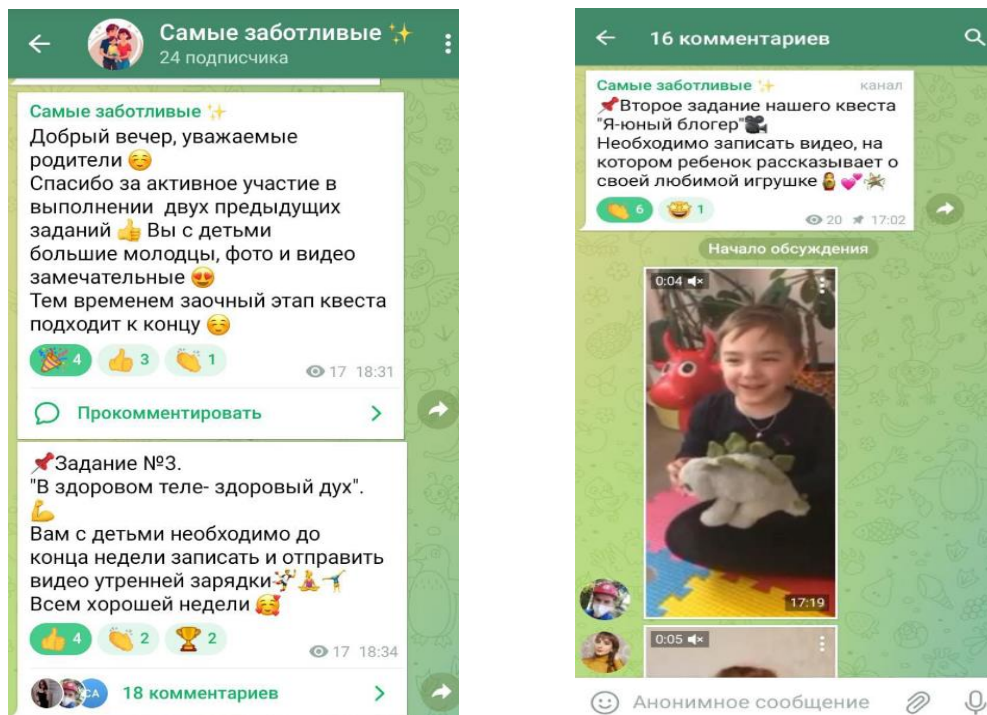 Самые заботливые ✨
24 подписчика
Самые заботливые ✨
Добрый вечер, уважаемые
родители ☺️
Спасибо за активное участие в
выполнении двух предыдущих
заданий 👍 Вы с детьми
большие молодцы, фото и видео
замечательные 😍
Тем временем заочный этап квеста
подходит к концу ☺️
🎉 4 👍 3 👏 1 17 18:31
Прокомментировать
📌Задание №3.
"В здоровом теле- здоровый дух".
💪
Вам с детьми необходимо до
конца недели записать и отправить
видео утренней зарядки⛹️🧘🤸
Всем хорошей недели 🥰
👍 4 👏 2 🏆 2 17 18:34
СА 18 комментариев
16 комментариев
Самые заботливые ✨ канал
📌Второе задание нашего квеста
"Я-юный блогер"🎥
Необходимо записать видео, на
котором ребенок рассказывает о
своей любимой игрушке 🪆 💕 🪅
👏 6 🤩 1 20 17:02
Начало обсуждения
0:04
17:19
0:05
Анонимное сообщение